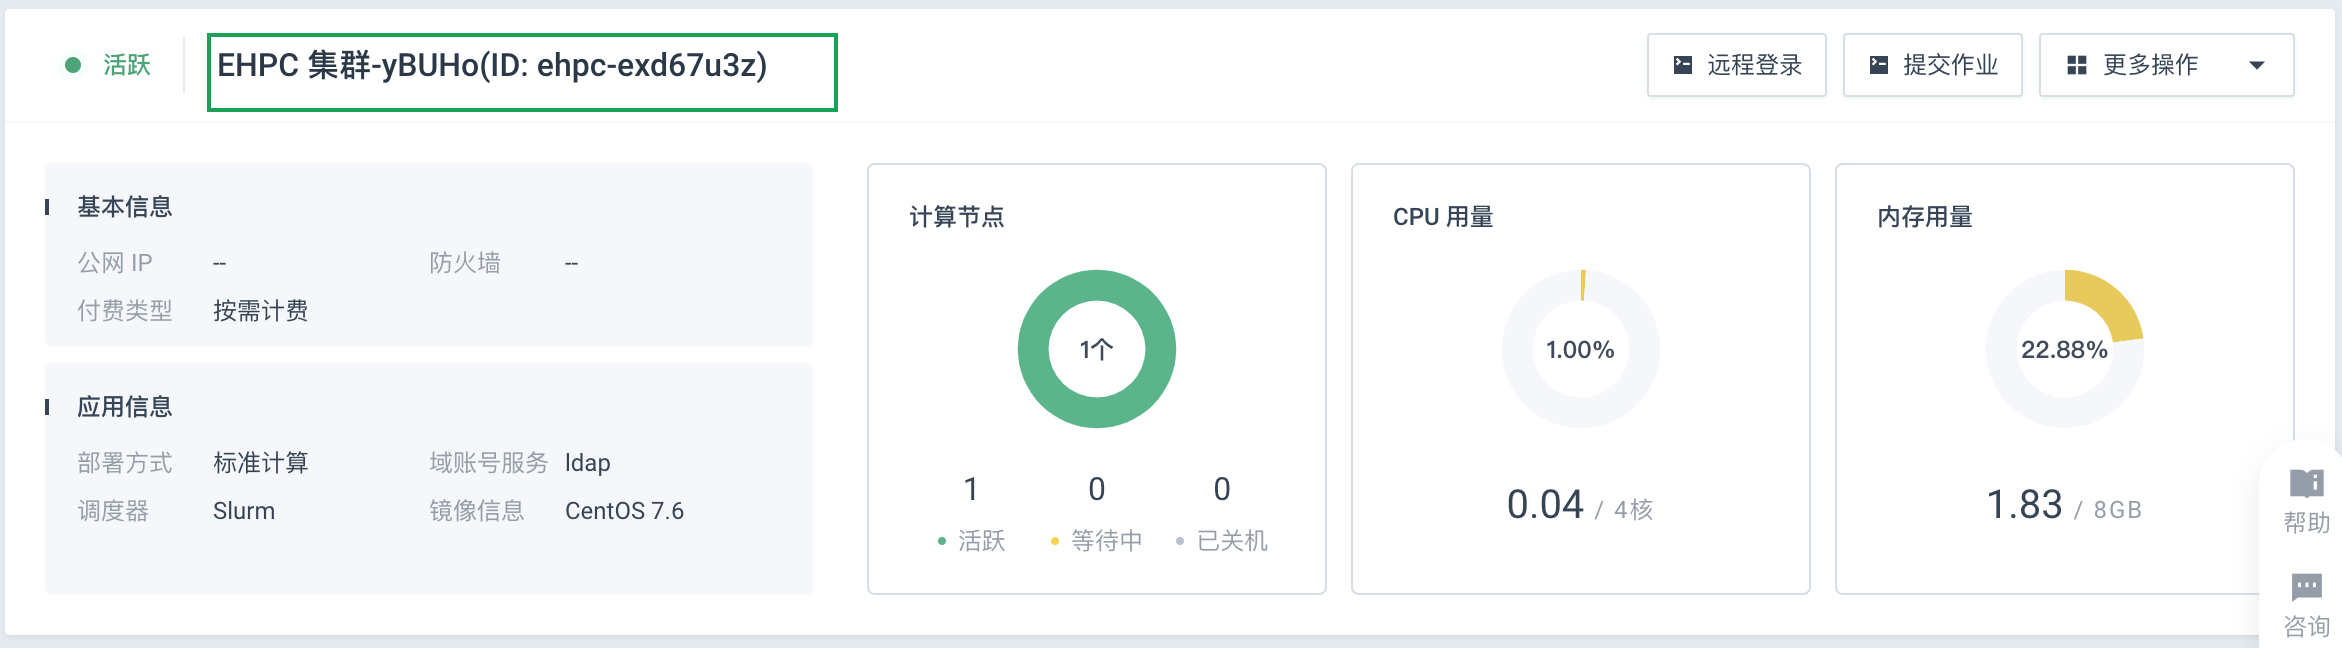 活跃
EHPC 集群-yBUHo(ID: ehpc-exd67u3z)
远程登录
提交作业
更多操作
基本信息
公网 IP -- 防火墙 --
付费类型 按需计费
应用信息
部署方式 标准计算 域账号服务 ldap
调度器 Slurm 镜像信息 CentOS 7.6
计算节点
1个
1 0 0
活跃 等待中 已关机
CPU 用量
1.00%
0.04 / 4核
内存用量
22.88%
1.83 / 8GB
帮助
咨询